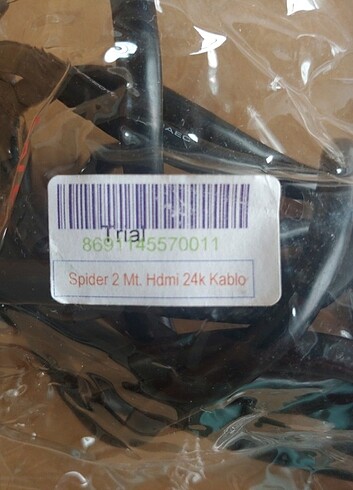 Trial
8691145570011
Spider 2 Mt. Hdmi 24k Kablo